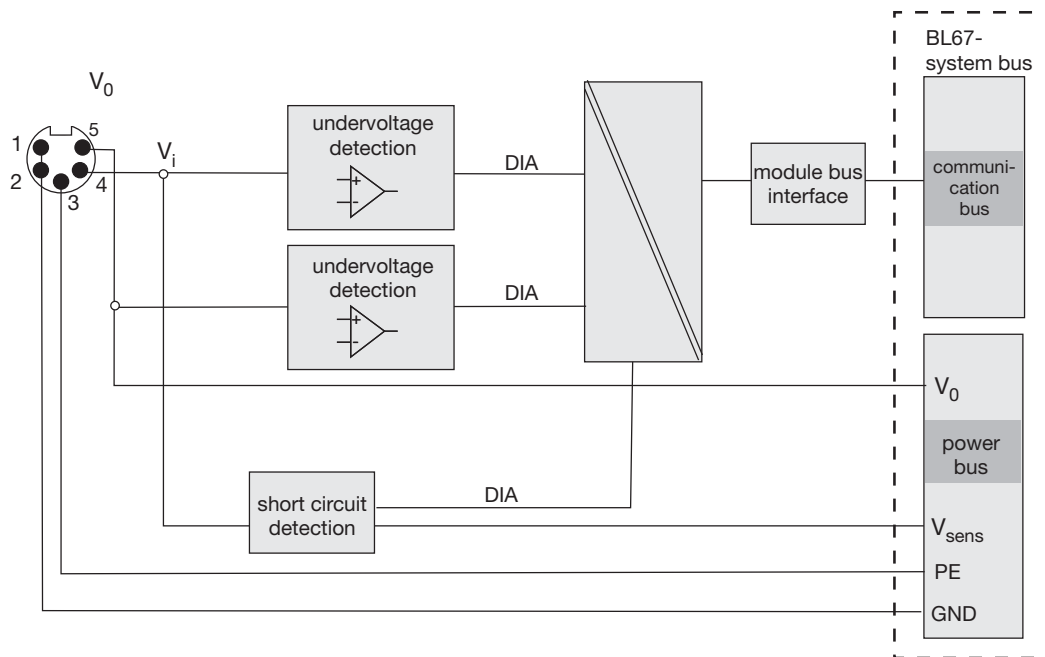 BL67-
system bus
V0
1
5
2
4
3
Vi
undervoltage
detection
+
–
DIA
undervoltage
detection
+
–
DIA
module bus
interface
communi-
cation
bus
V0
power
bus
short circuit
detection
DIA
Vsens
PE
GND